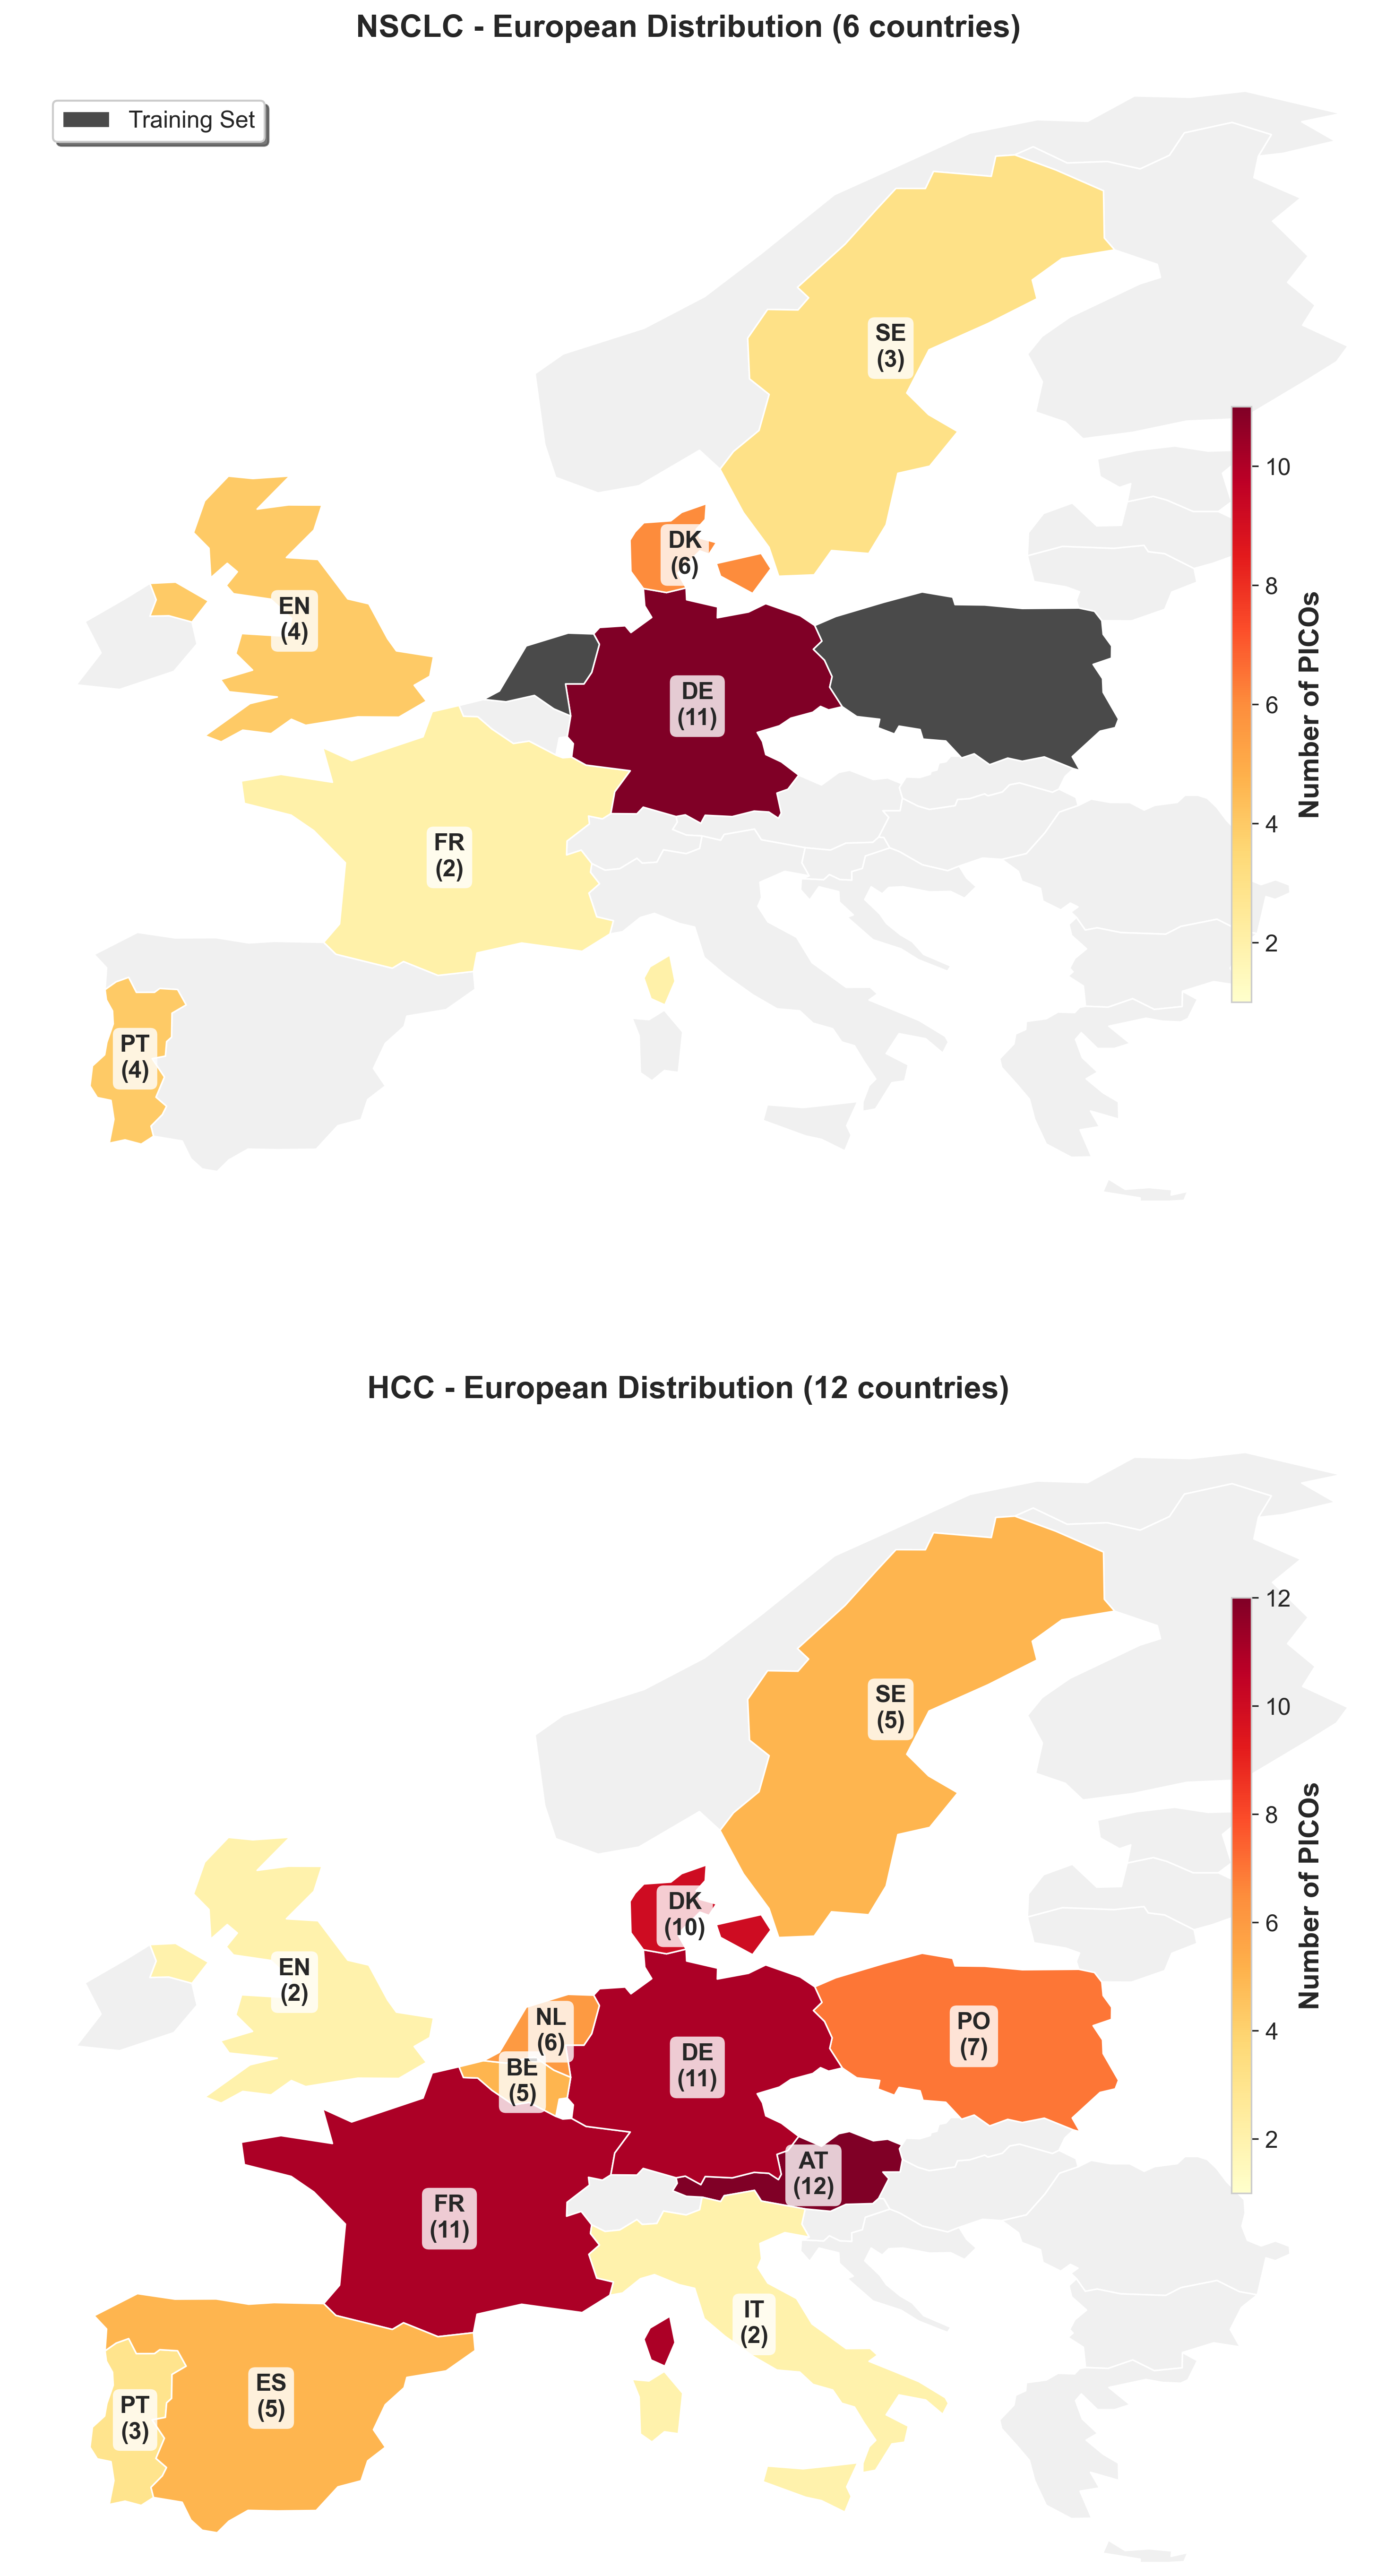 NSCLC - European Distribution (6 countries)
Training Set
SE
(3)
10
DK
(6)
8
EN
(4)
Number of PICOs
DE
(11)
6
4
FR
(2)
2
PT
(4)
HCC - European Distribution (12 countries)
12
SE
(5)
10
8
Number of PICOs
DK
(10)
6
EN
(2)
NL
(6)
PO
(7)
BE
(5)
DE
(11)
4
2
AT
(12)
FR
(11)
IT
(2)
ES
(5)
PT
(3)